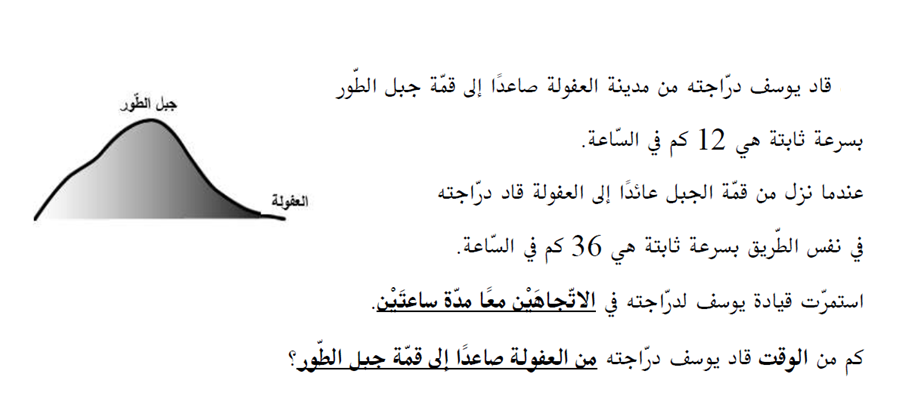 قاد يوسف درّاجته من مدينة العفولة صاعدًا إلى قمّة جبل الطّور
بسرعة ثابتة هي 12 كم في السّاعة.
عندما نزل من قمّة الجبل عائدًا إلى العفولة قاد درّاجته
في نفس الطّريق بسرعة ثابتة هي 36 كم في السّاعة.
استمرّت قيادة يوسف لدرّاجته في الاتّجاهَيْن معًا مدّة ساعتَيْن.
كم من الوقت قاد يوسف درّاجته من العفولة صاعدًا إلى قمّة جبل الطّور؟
جبل الطّور
العفولة